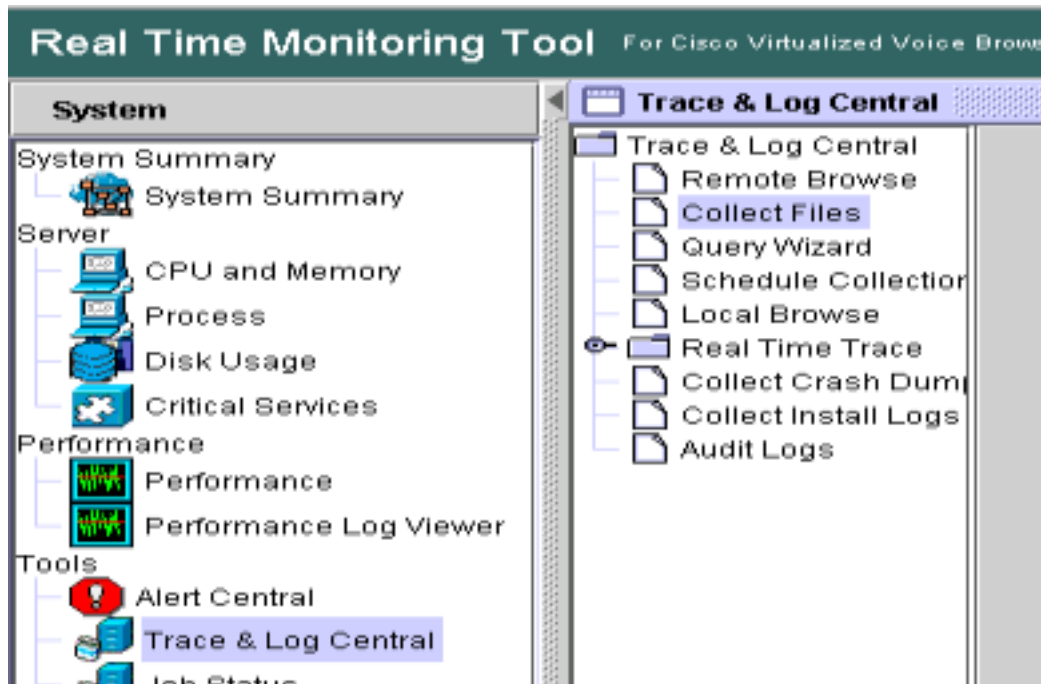 Real Time Monitoring Tool For Cisco Virtualized Voice
System
System Summary
System Summary
Server
CPU and Memory
Process
Disk Usage
Critical Services
Performance
Performance
Performance Log Viewer
Tools
Alert Central
Trace & Log Central
Job Status
Trace & Log Central
Trace & Log Central
Remote Browse
Collect Files
Query Wizard
Schedule Collection
Local Browse
Real Time Trace
Collect Crash Dum
Collect Install Logs
Audit Logs